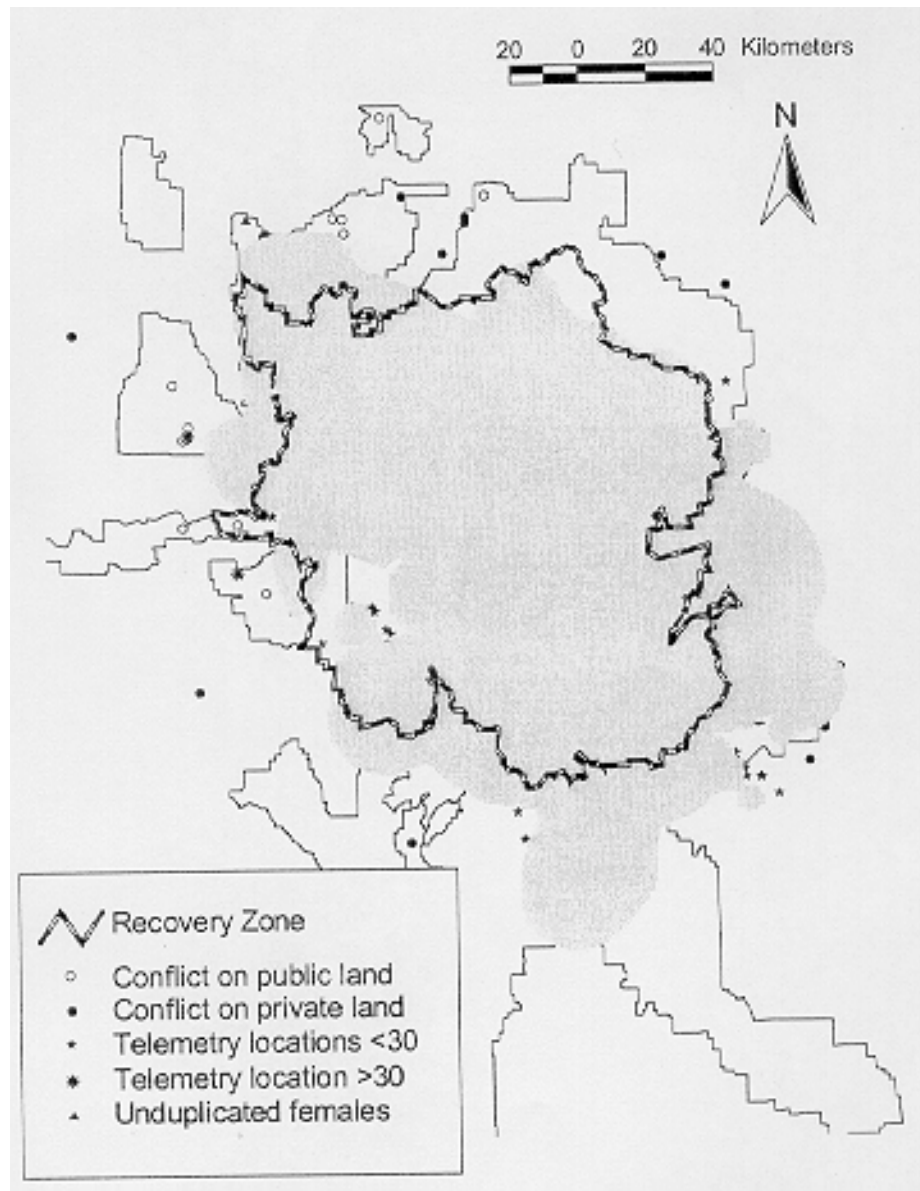 20 0 20 40 Kilometers
N
Recovery Zone
Conflict on public land
Conflict on private land
Telemetry locations <30
Telemetry location >30
Unduplicated females